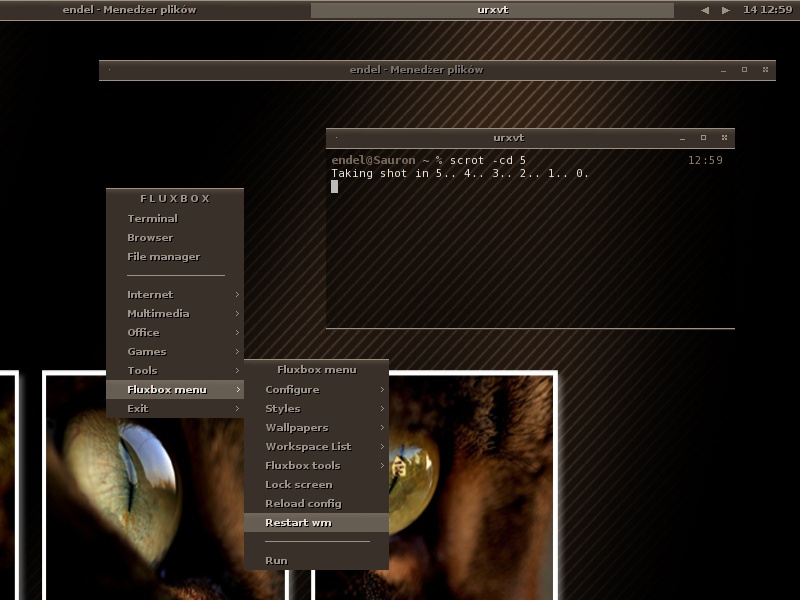 endel - Menedżer plików
urxvt
14 12:59
endel - Menedżer plików
urxvt
endel@Sauron ~ % scrot -cd 5 12:59
Taking shot in 5.. 4.. 3.. 2.. 1.. 0.
FLUXBOX
Terminal
Browser
File manager
Internet
Multimedia
Office
Games
Tools
Fluxbox menu
Exit
Fluxbox menu
Configure
Styles
Wallpapers
Workspace List
Fluxbox tools
Lock screen
Reload config
Restart wm
Run